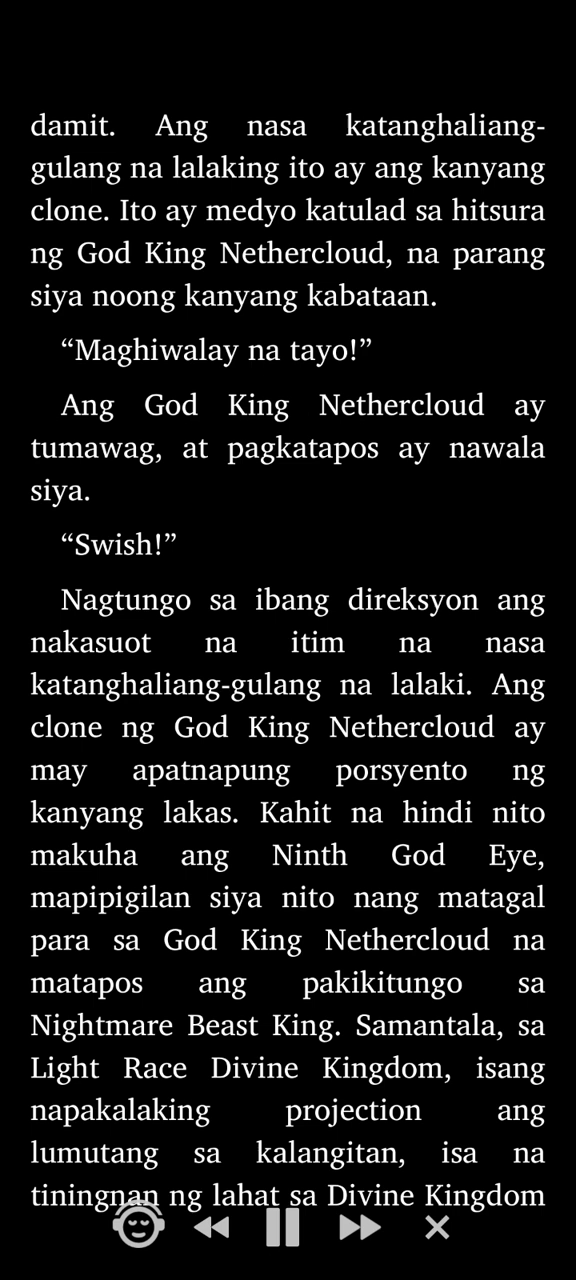 damit. Ang nasa katanghaliang-
gulang na lalaking ito ay ang kanyang
clone. Ito ay medyo katulad sa hitsura
ng God King Nethercloud, na parang
siya noong kanyang kabataan.
“Maghiwalay na tayo!”
Ang God King Nethercloud ay
tumawag, at pagkatapos ay nawala
siya.
“Swish!”
Nagtungo sa ibang direksyon ang
nakasuot na itim na nasa
katanghaliang-gulang na lalaki. Ang
clone ng God King Nethercloud ay
may apatnapung porsyento ng
kanyang lakas. Kahit na hindi nito
makuha ang Ninth God Eye,
mapipigilan siya nito nang matagal
para sa God King Nethercloud na
matapos ang pakikitungo sa
Nightmare Beast King. Samantala, sa
Light Race Divine Kingdom, isang
napakalaking projection ang
lumutang sa kalangitan, isa na
tiningnan ng lahat sa Divine Kingdom